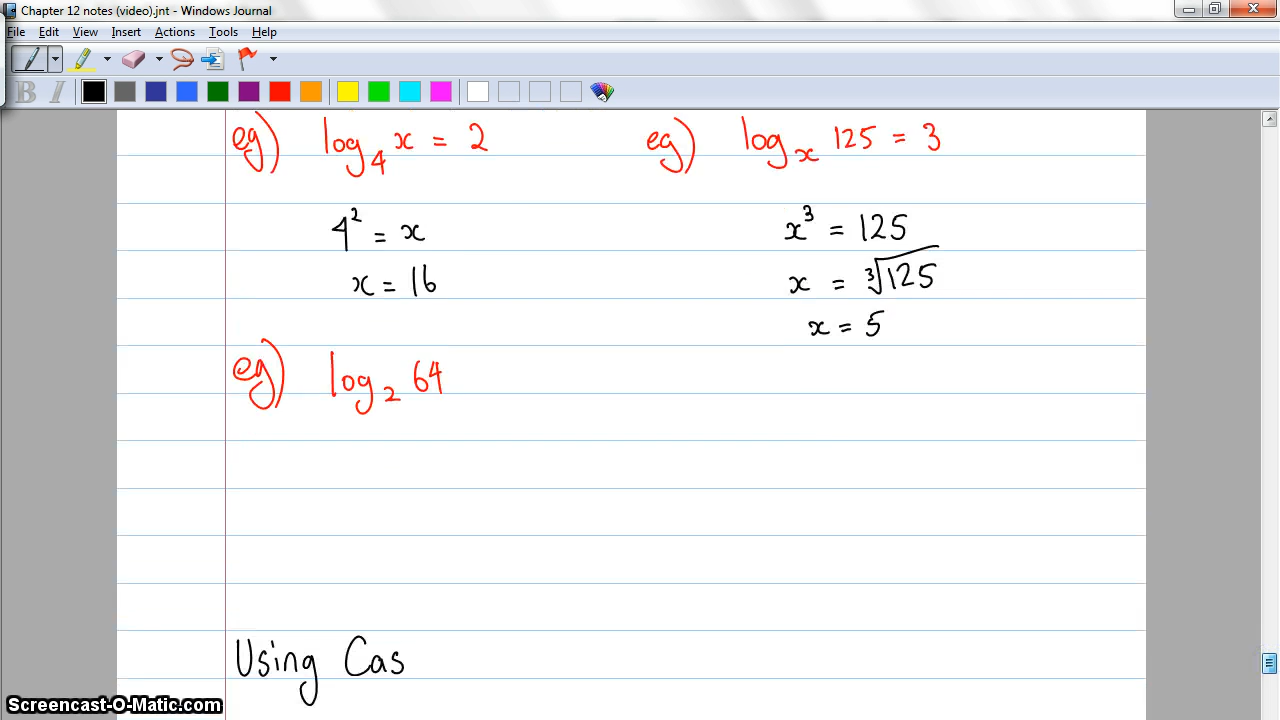 Chapter 12 notes (video).jnt - Windows Journal
File Edit View Insert Actions Tools Help
B I
eg) log₄ x = 2
eg) logₓ 125 = 3
4² = x
x = 16
x³ = 125
x = ∛125
x = 5
eg) log₂ 64
Using Cas
Screencast-O-Matic.com